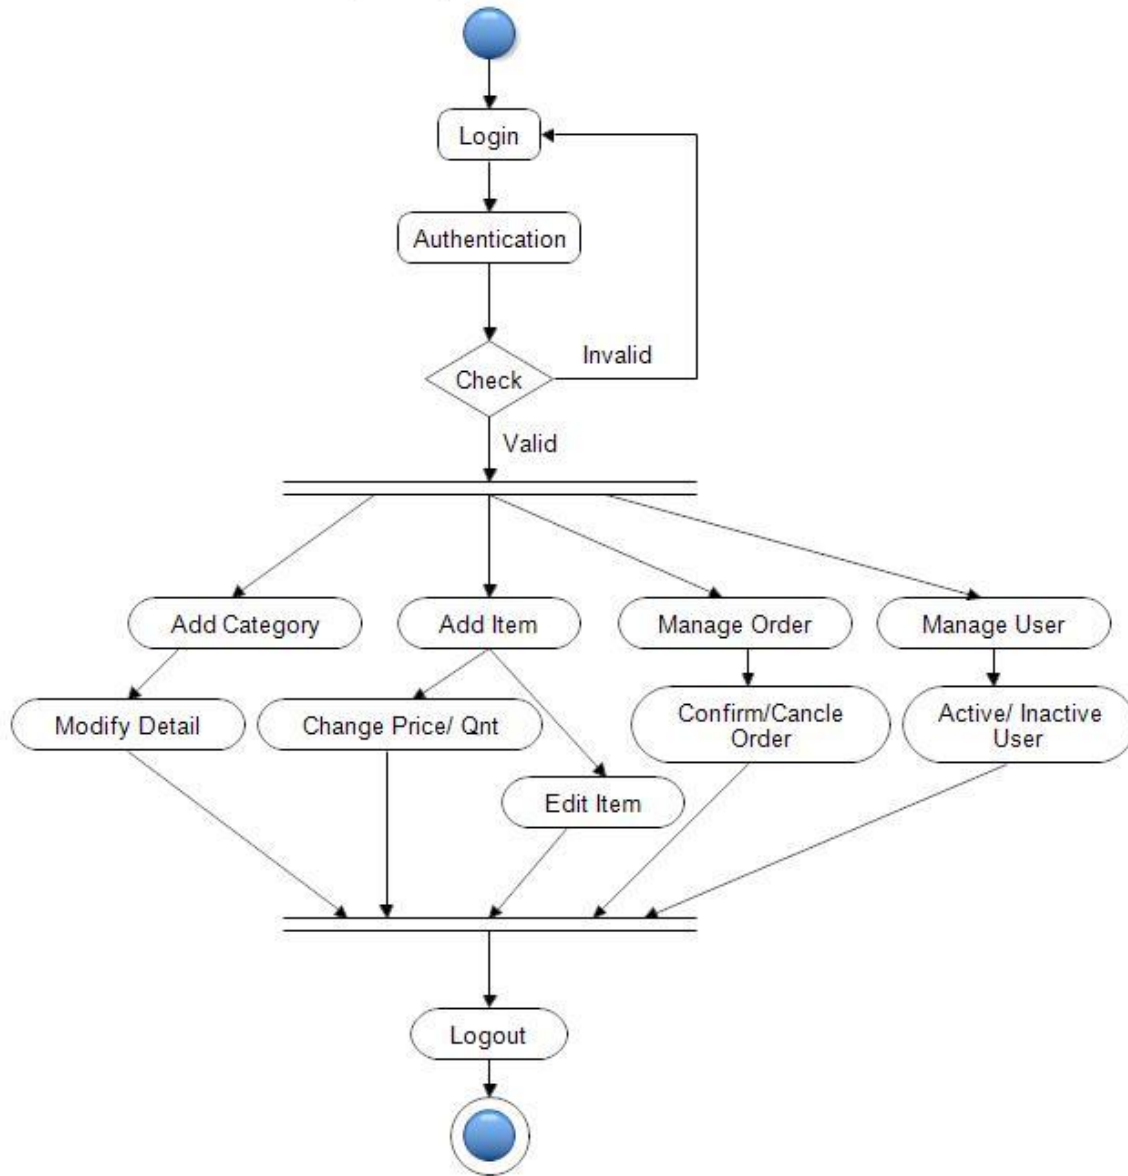 Login
Authentication
Invalid
Check
Valid
Add Category
Add Item
Manage Order
Manage User
Modify Detail
Change Price/ Qnt
Confirm/Cancle
Order
Active/ Inactive
User
Edit Item
Logout